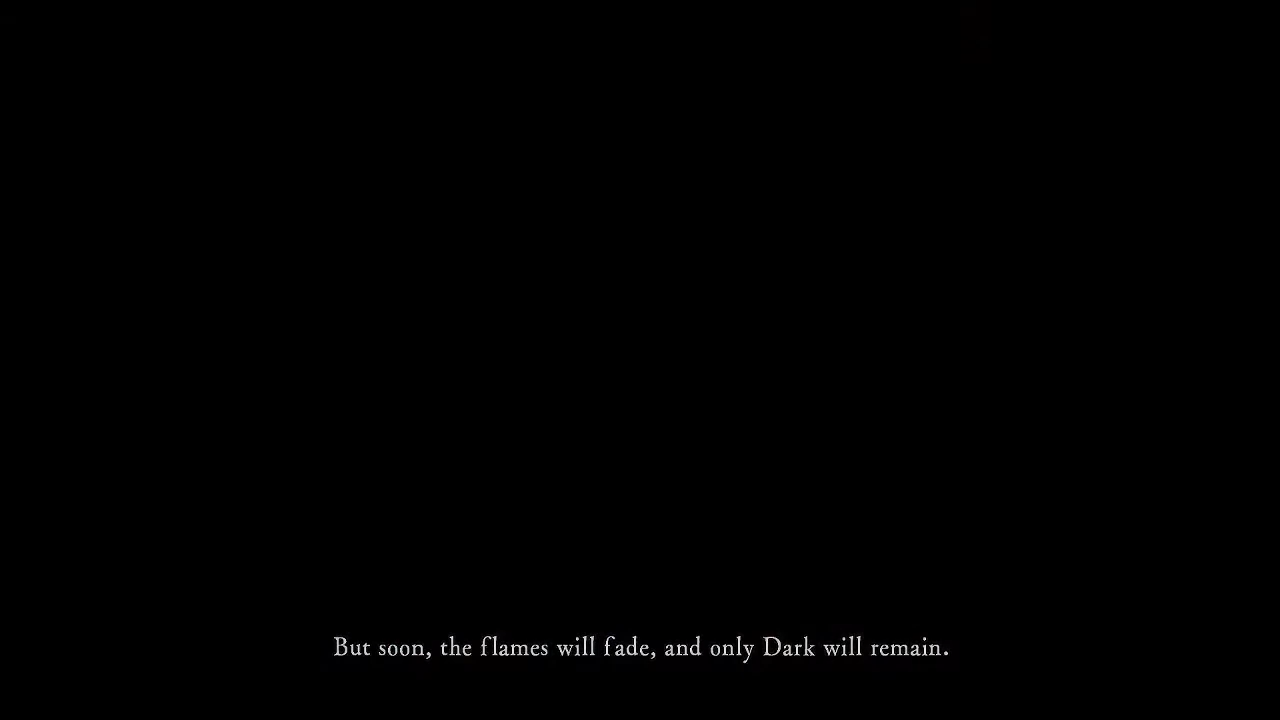 But soon, the flames will fade, and only Dark will remain.